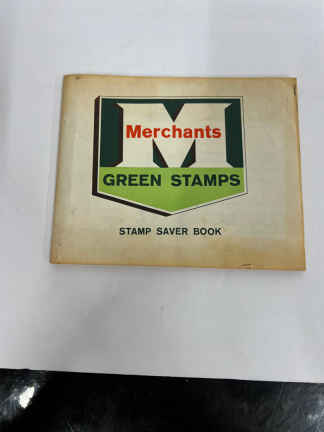 M
Merchants
GREEN STAMPS
STAMP SAVER BOOK